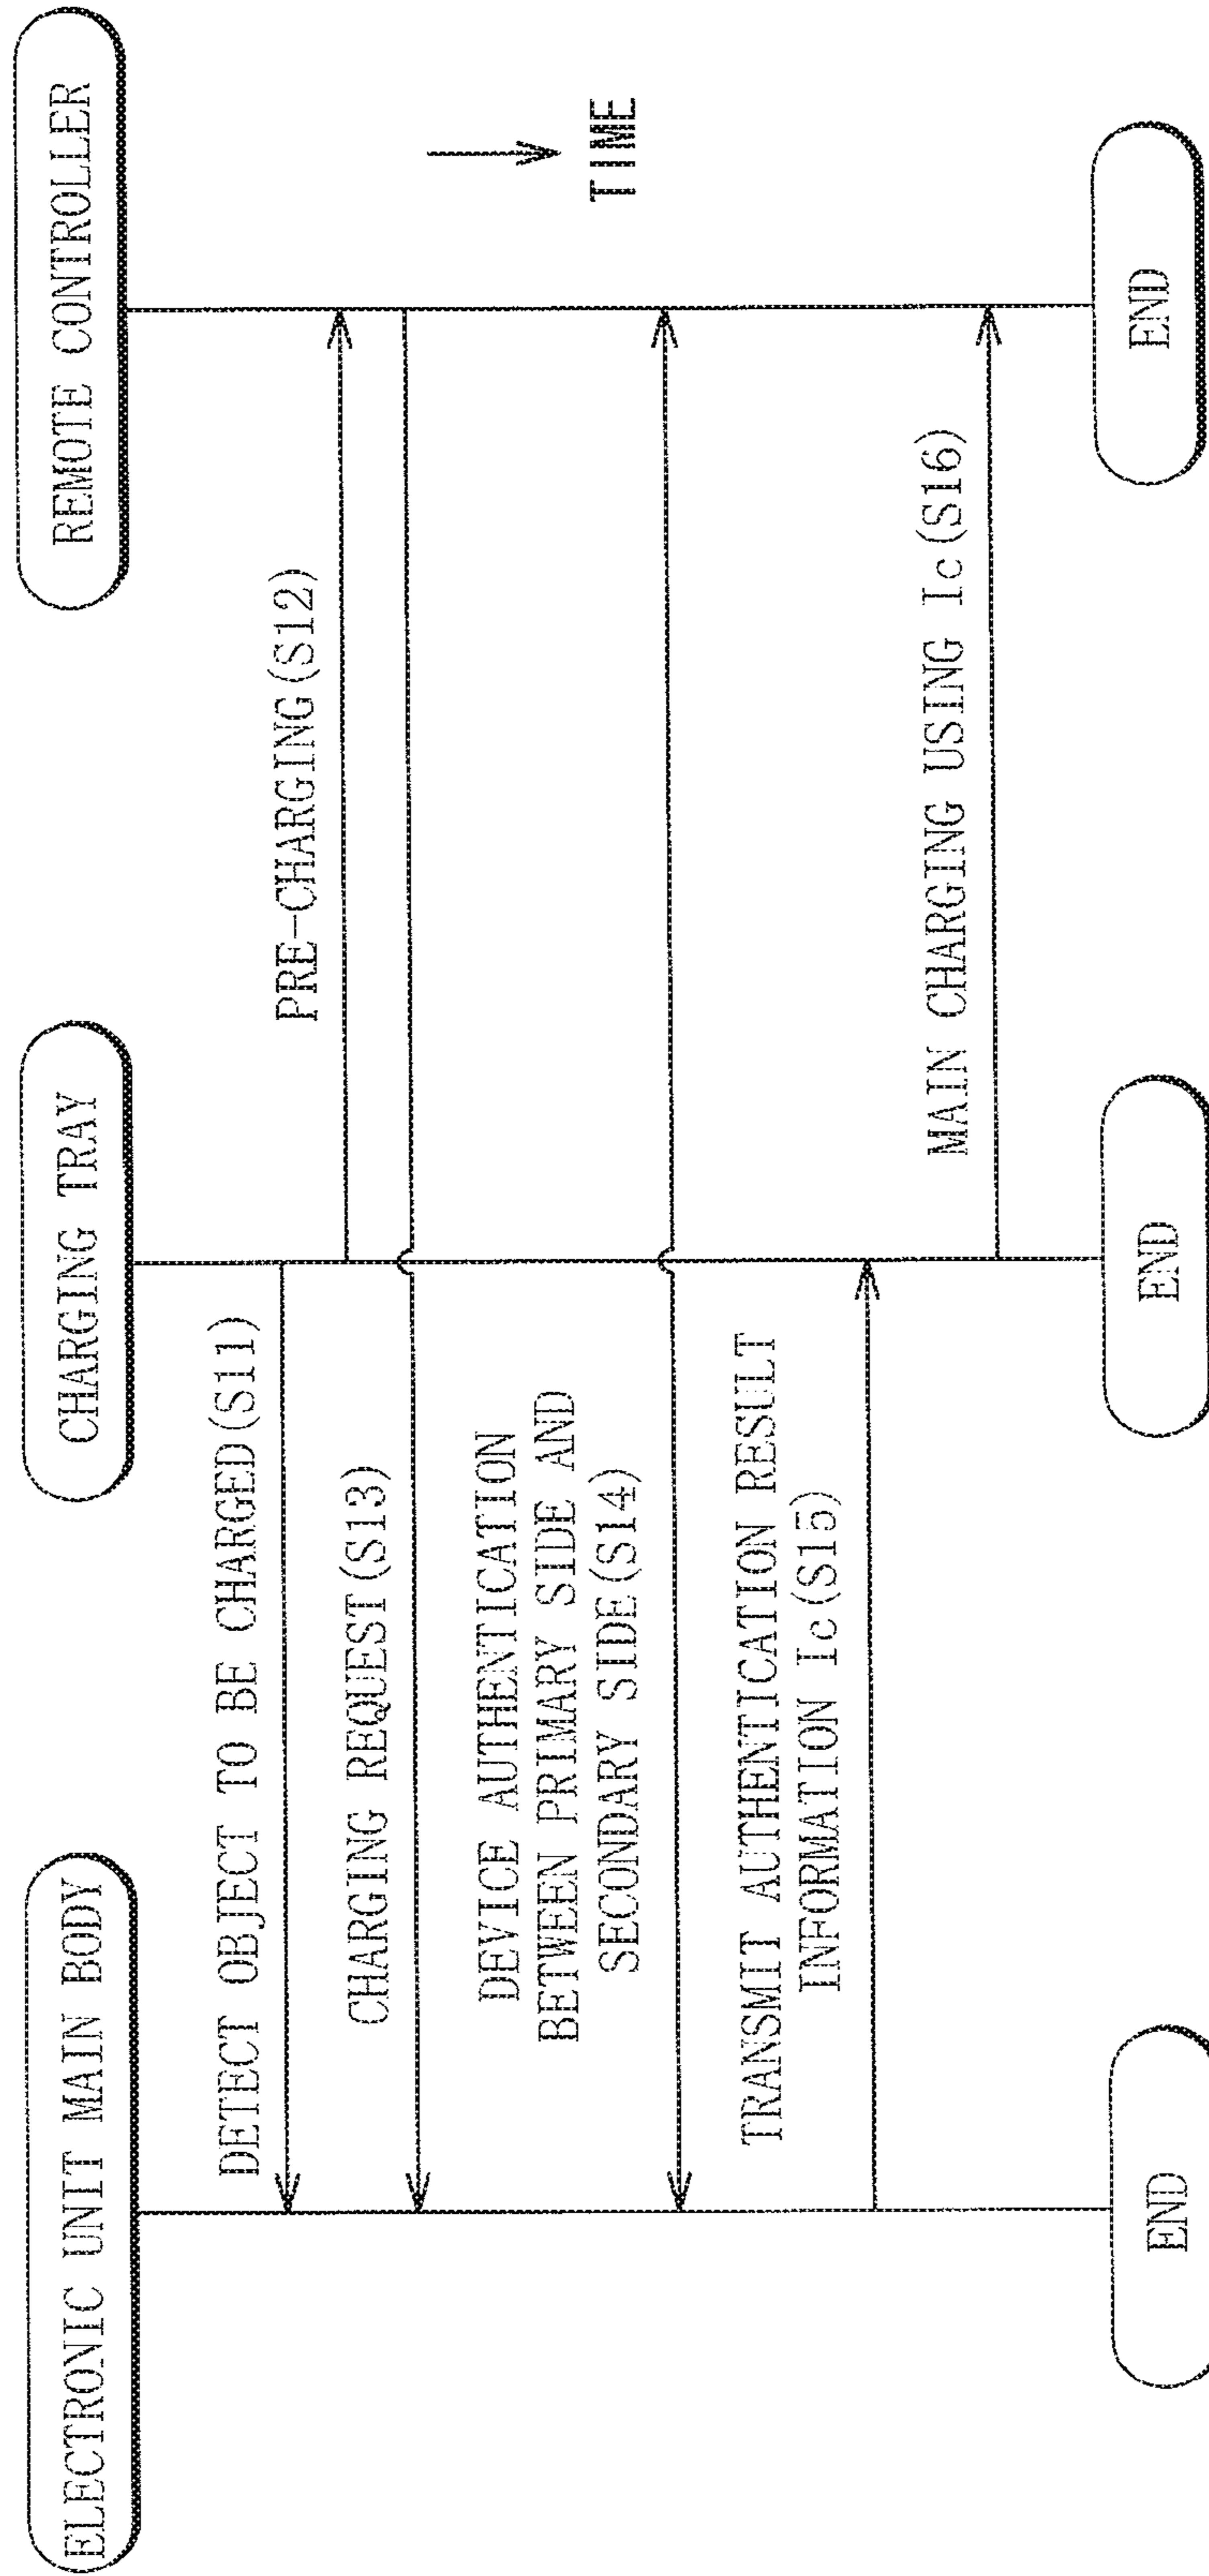 ELECTRONIC UNIT MAIN BODY
CHARGING TRAY
REMOTE CONTROLLER
DETECT OBJECT TO BE CHARGED(S11)
PRE-CHARGING(S12)
CHARGING REQUEST(S13)
TIME
DEVICE AUTHENTICATION
BETWEEN PRIMARY SIDE AND
SECONDARY SIDE(S14)
TRANSMIT AUTHENTICATION RESULT
INFORMATION Ic(S15)
MAIN CHARGING USING Ic(S16)
END
END
END